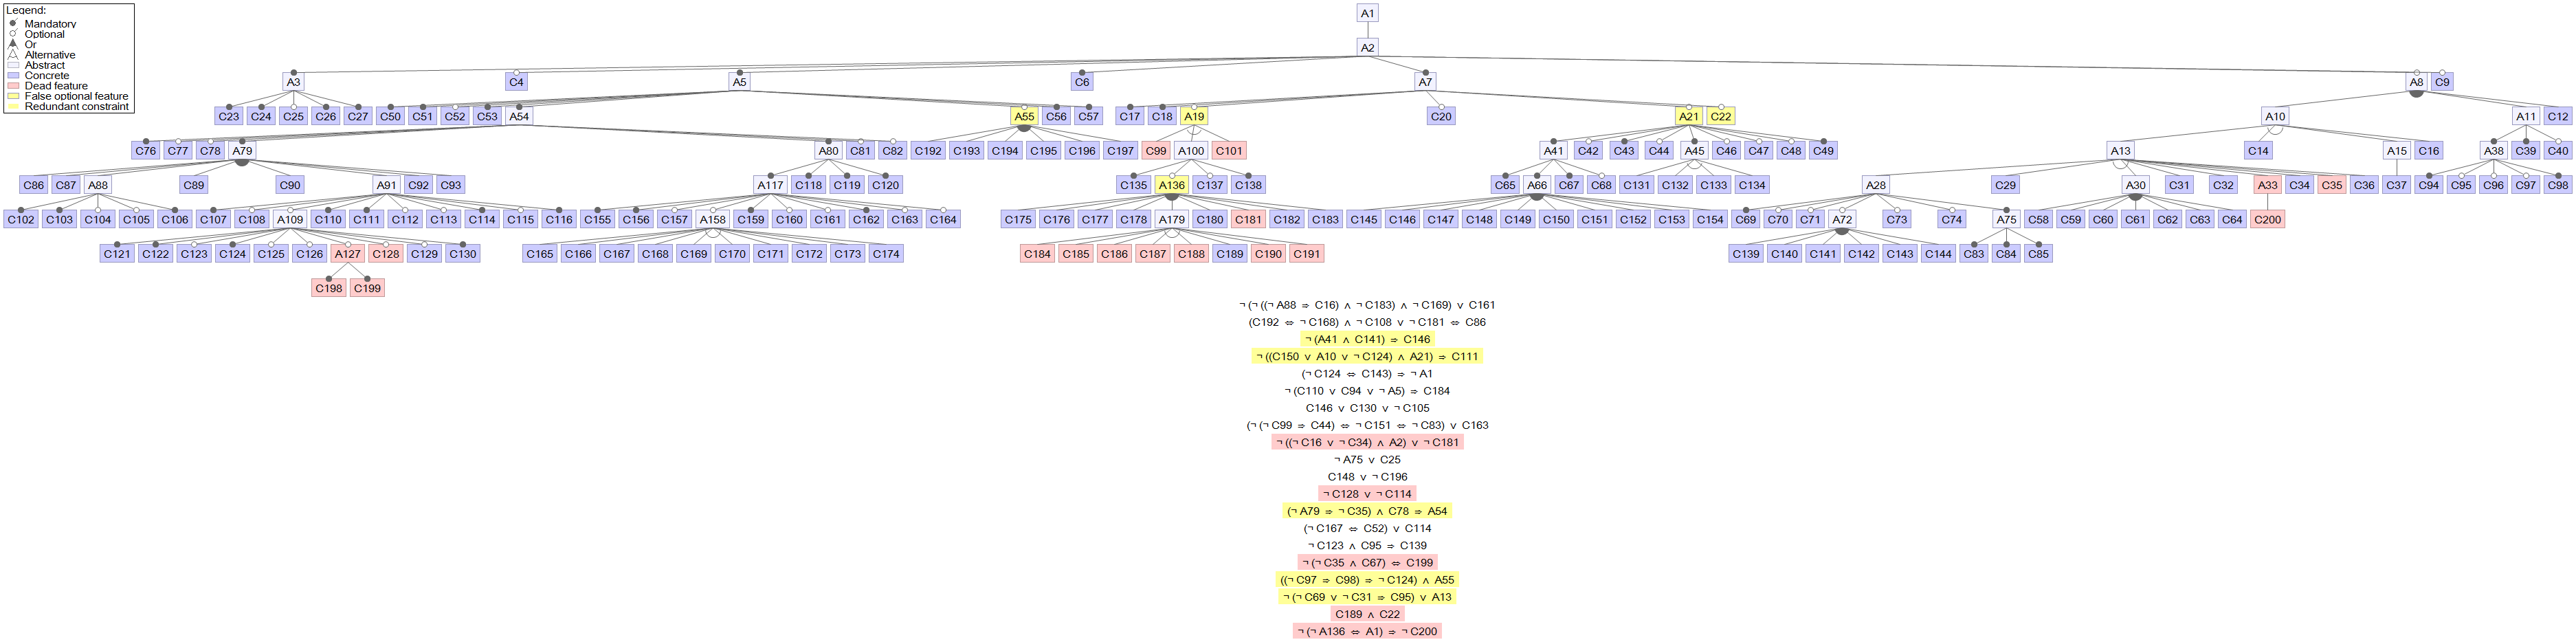 Legend:
Mandatory
Optional
Or
Alternative
Abstract
Concrete
Dead feature
False optional feature
Redundant constraint
A1
A2
A3 C4 A5 C6 A7 A8 C9
C23 C24 C25 C26 C27 C50 C51 C52 C53 A54 A55 C56 C57 C17 C18 A19 C20 A21 C22 A10 A11 C12
C76 C77 C78 A79 A80 C81 C82 C192 C193 C194 C195 C196 C197 C99 A100 C101 A41 C42 C43 C44 A45 C46 C47 C48 C49 A13 C14 A15 C16 A38 C39 C40
C86 C87 A88 C89 C90 A91 C92 C93 A117 C118 C119 C120 C135 A136 C137 C138 C65 A66 C67 C68 C131 C132 C133 C134 A28 C29 A30 C31 C32 A33 C34 C35 C36 C37 C94 C95 C96 C97 C98
C102 C103 C104 C105 C106 C107 C108 A109 C110 C111 C112 C113 C114 C115 C116 C155 C156 C157 A158 C159 C160 C161 C162 C163 C164 C175 C176 C177 C178 A179 C180 C181 C182 C183 C145 C146 C147 C148 C149 C150 C151 C152 C153 C154 C69 C70 C71 A72 C73 C74 A75 C58 C59 C60 C61 C62 C63 C64 C200
C121 C122 C123 C124 C125 C126 A127 C128 C129 C130 C165 C166 C167 C168 C169 C170 C171 C172 C173 C174 C184 C185 C186 C187 C188 C189 C190 C191 C139 C140 C141 C142 C143 C144 C83 C84 C85
C198 C199
¬ (¬ ((¬ A88 ⇒ C16) ∧ ¬ C183) ∧ ¬ C169) ∨ C161
(C192 ⇔ ¬ C168) ∧ ¬ C108 ∨ ¬ C181 ⇔ C86
¬ (A41 ∧ C141) ⇒ C146
¬ ((C150 ∨ A10 ∨ ¬ C124) ∧ A21) ⇒ C111
(¬ C124 ⇔ C143) ⇒ ¬ A1
¬ (C110 ∨ C94 ∨ ¬ A5) ⇒ C184
C146 ∨ C130 ∨ ¬ C105
(¬ (¬ C99 ⇒ C44) ⇔ ¬ C151 ⇔ ¬ C83) ∨ C163
¬ ((¬ C16 ∨ ¬ C34) ∧ A2) ∨ ¬ C181
¬ A75 ∨ C25
C148 ∨ ¬ C196
¬ C128 ∨ ¬ C114
(¬ A79 ⇒ ¬ C35) ∧ C78 ⇒ A54
(¬ C167 ⇔ C52) ∨ C114
¬ C123 ∧ C95 ⇒ C139
¬ (¬ C35 ∧ C67) ⇔ C199
((¬ C97 ⇒ C98) ⇒ ¬ C124) ∧ A55
¬ (¬ C69 ∨ ¬ C31 ⇒ C95) ∨ A13
C189 ∧ C22
¬ (¬ A136 ⇔ A1) ⇒ ¬ C200